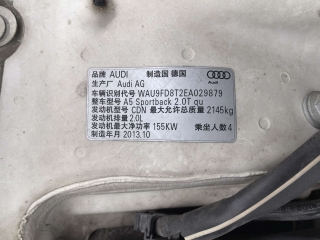 品牌 AUDI 制造国 德国
生产厂 Audi AG Audi
车辆识别代号 WAU9FD8T2EA029879
整车型号 A5 Sportback 2.0T qu
发动机型号 CDN 最大允许总质量 2145kg
发动机排量 2.0L
发动机最大净功率 155KW 乘坐人数 4
制造年月 2013.10